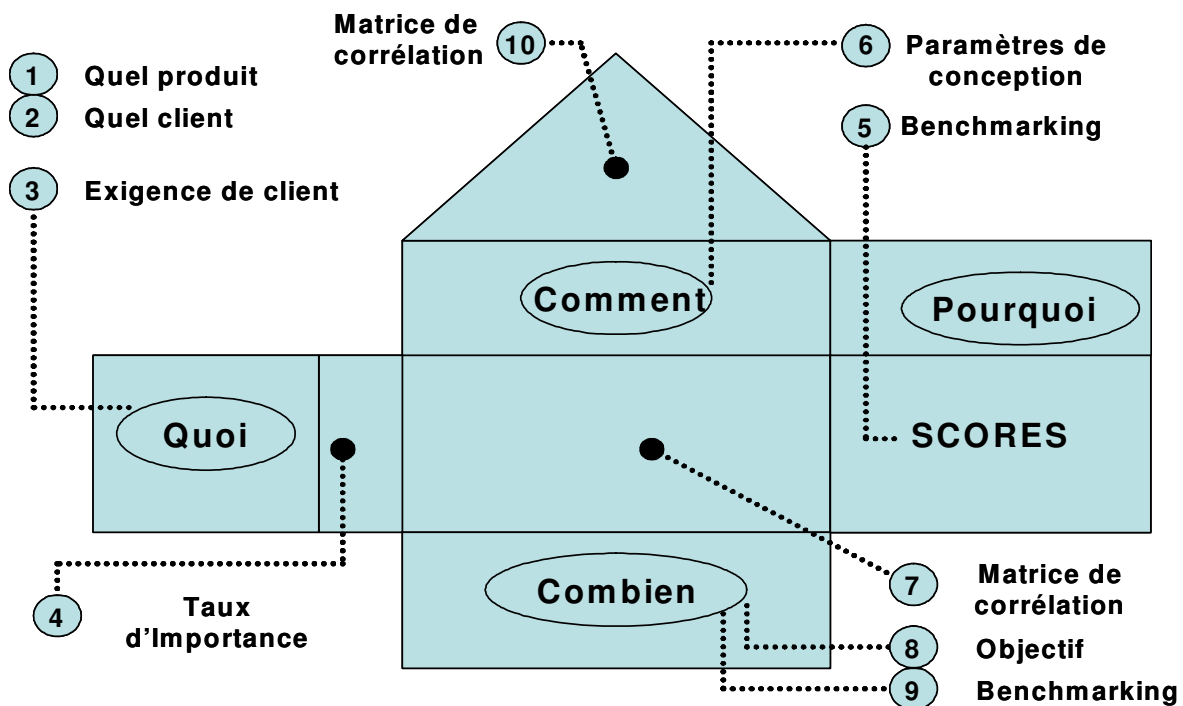 Matrice de
corrélation
10
6
Paramètres de
conception
1
Quel produit
2
Quel client
5
Benchmarking
3
Exigence de client
Comment
Pourquoi
Quoi
SCORES
Combien
4
Taux
d’Importance
7
Matrice de
corrélation
8
Objectif
9
Benchmarking